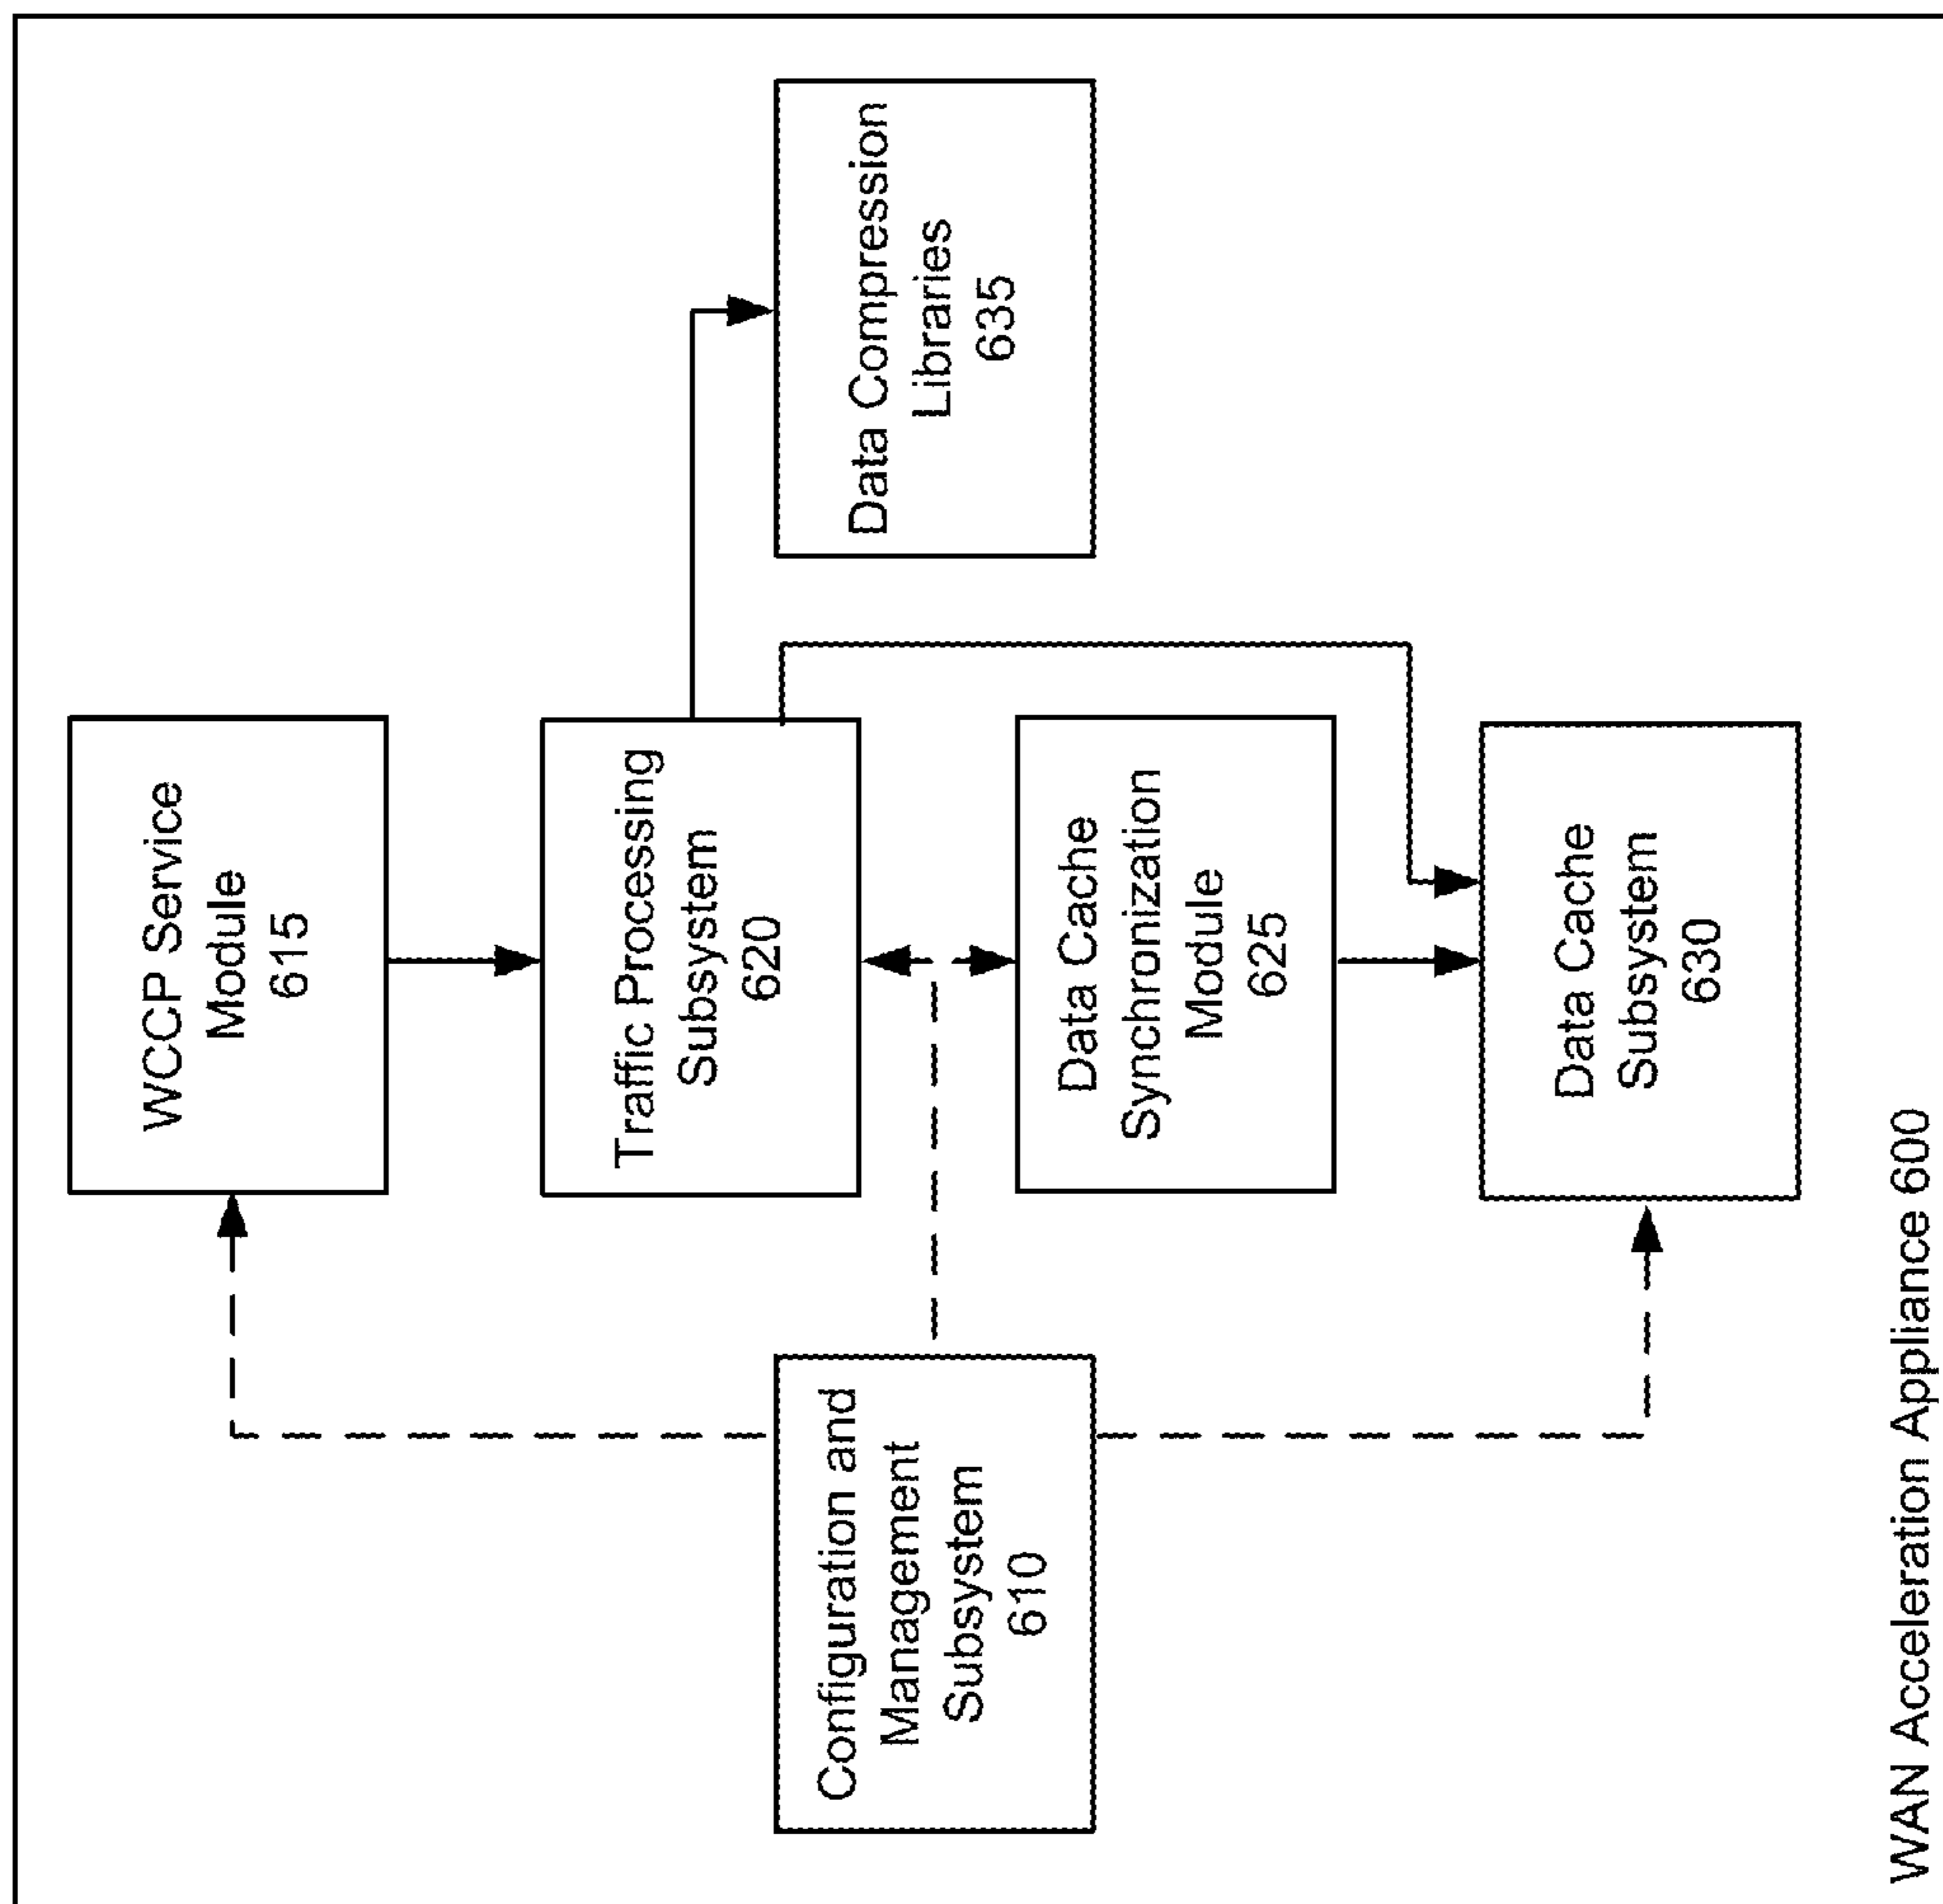 WCCP Service
Module
615
Traffic Processing
Subsystem
620
Data Compression
Libraries
635
Configuration and
Management
Subsystem
610
Data Cache
Synchronization
Module
625
Data Cache
Subsystem
630
WAN Acceleration Appliance 600